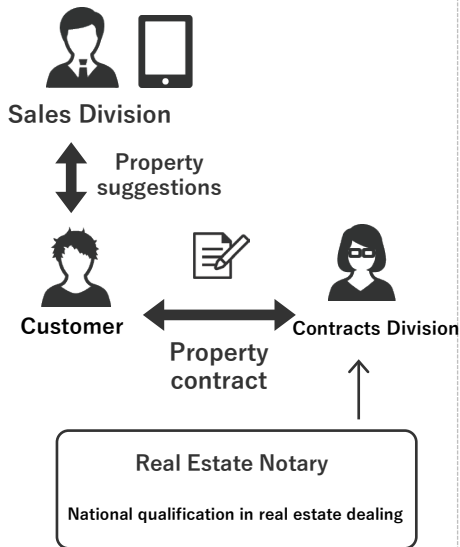 Sales Division
Property
suggestions
Customer
Contracts Division
Property
contract
Real Estate Notary
National qualification in real estate dealing